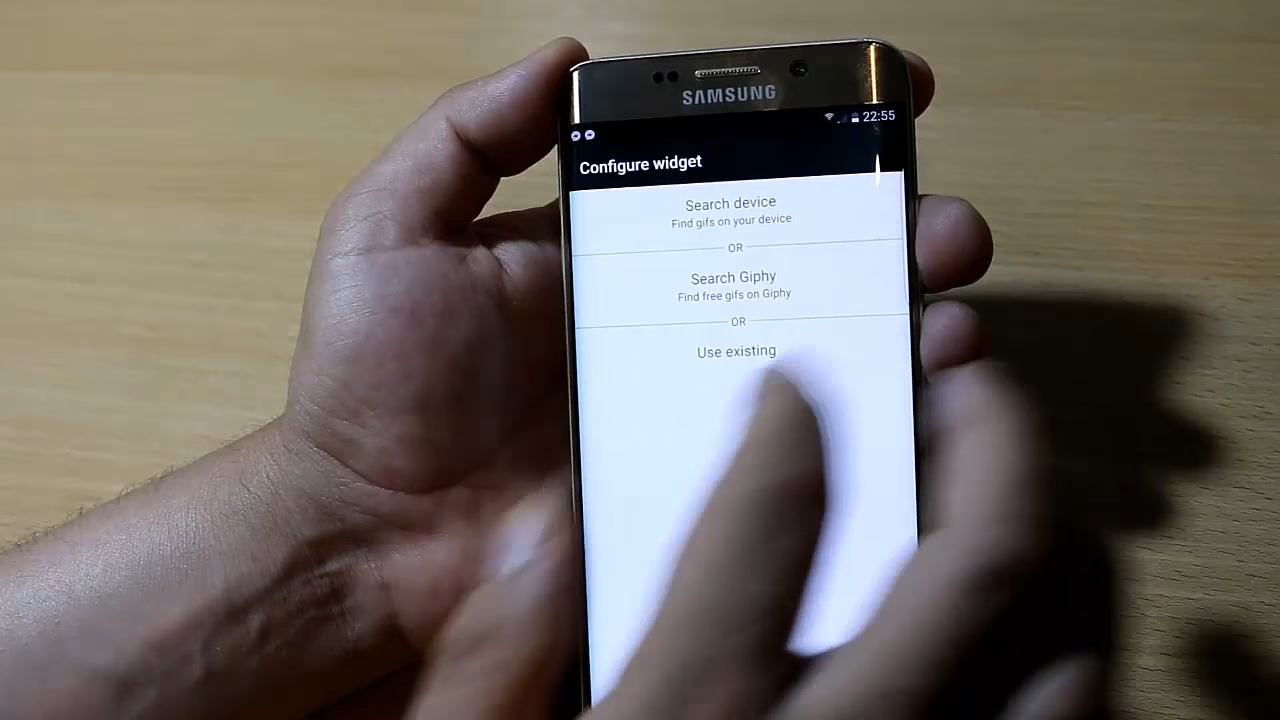 SAMSUNG
22:55
Configure widget
Search device
Find gifs on your device
OR
Search Giphy
Find free gifs on Giphy
OR
Use existing